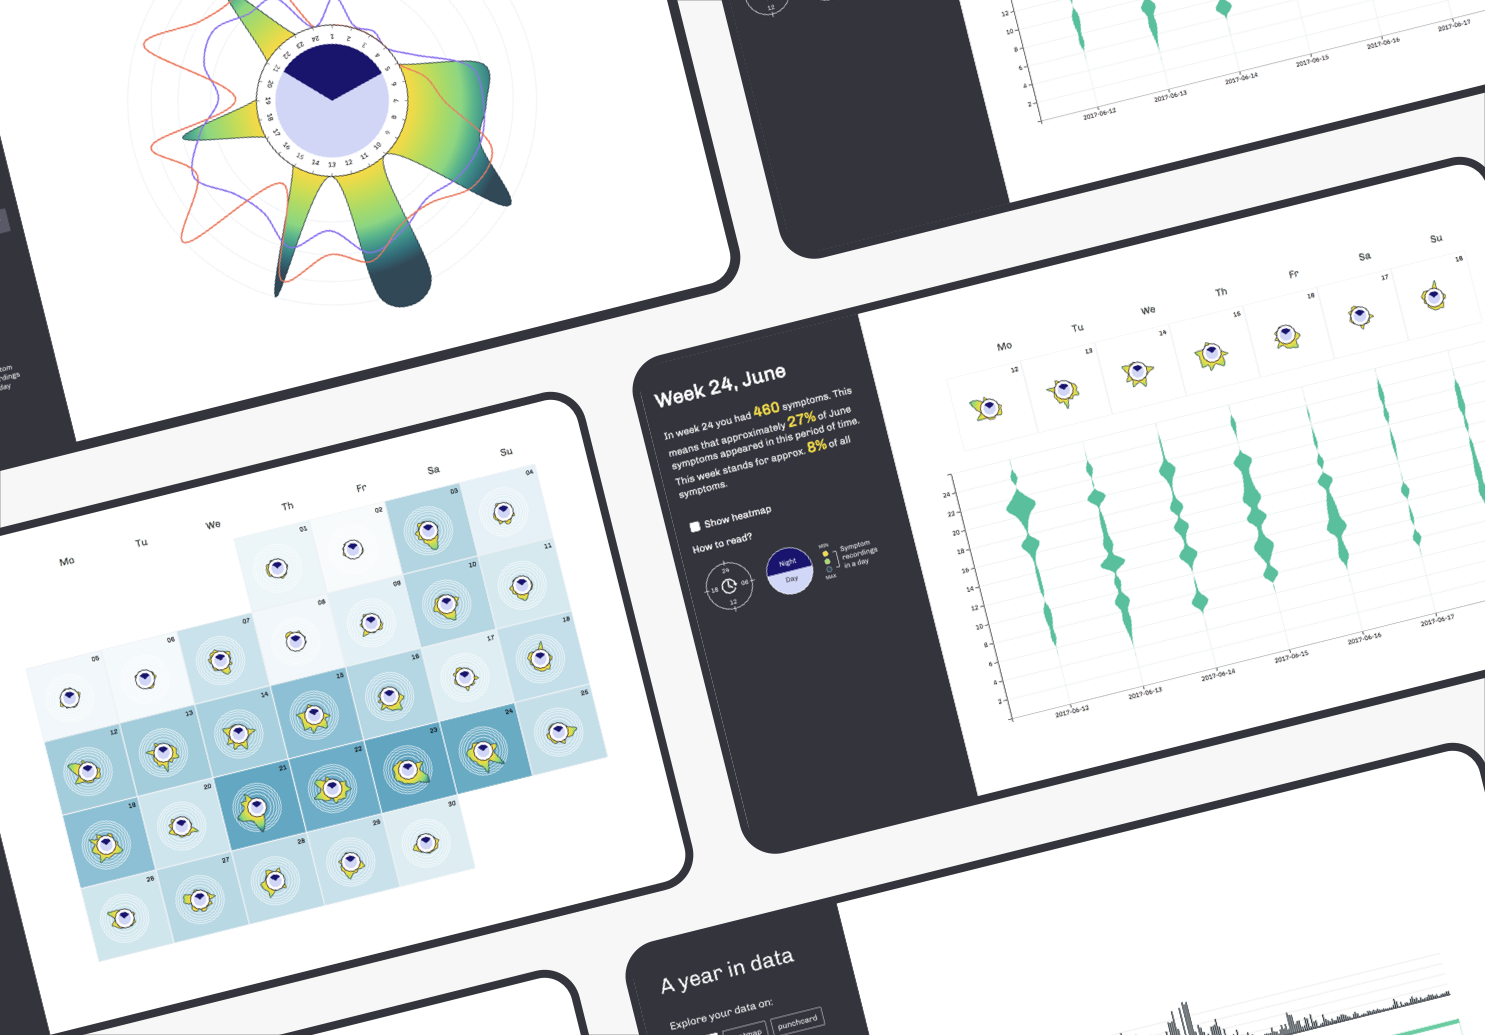 24 1 2 3 4 5 6 7 8 9 10 11 12 13 14 15 16 17 18 19 20 21 22 23
12
12
10
8
6
4
2
2017-06-12
2017-06-13
2017-06-14
2017-06-15
2017-06-16
2017-06-17
day
Mo
Tu
We
Th
Fr
Sa
Su
01
02
03
04
05
06
07
08
09
10
11
12
13
14
15
16
17
18
19
20
21
22
23
24
25
26
27
28
29
30
Week 24, June
In week 24 you had 460 symptoms. This
means that approximately 27% of June
symptoms appeared in this period of time.
This week stands for approx. 8% of all
symptoms.
Show heatmap
How to read?
24
18
06
12
Night
Day
MIN
MAX
Symptom
recordings
in a day
Mo
Tu
We
Th
Fr
Sa
Su
12
13
14
15
16
17
18
24
22
20
18
16
14
12
10
8
6
4
2
2017-06-12
2017-06-13
2017-06-14
2017-06-15
2017-06-16
2017-06-17
A year in data
Explore your data on:
punchcard